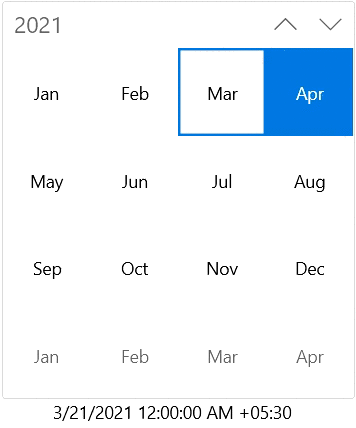 2021
Jan Feb Mar Apr
May Jun Jul Aug
Sep Oct Nov Dec
Jan Feb Mar Apr
3/21/2021 12:00:00 AM +05:30